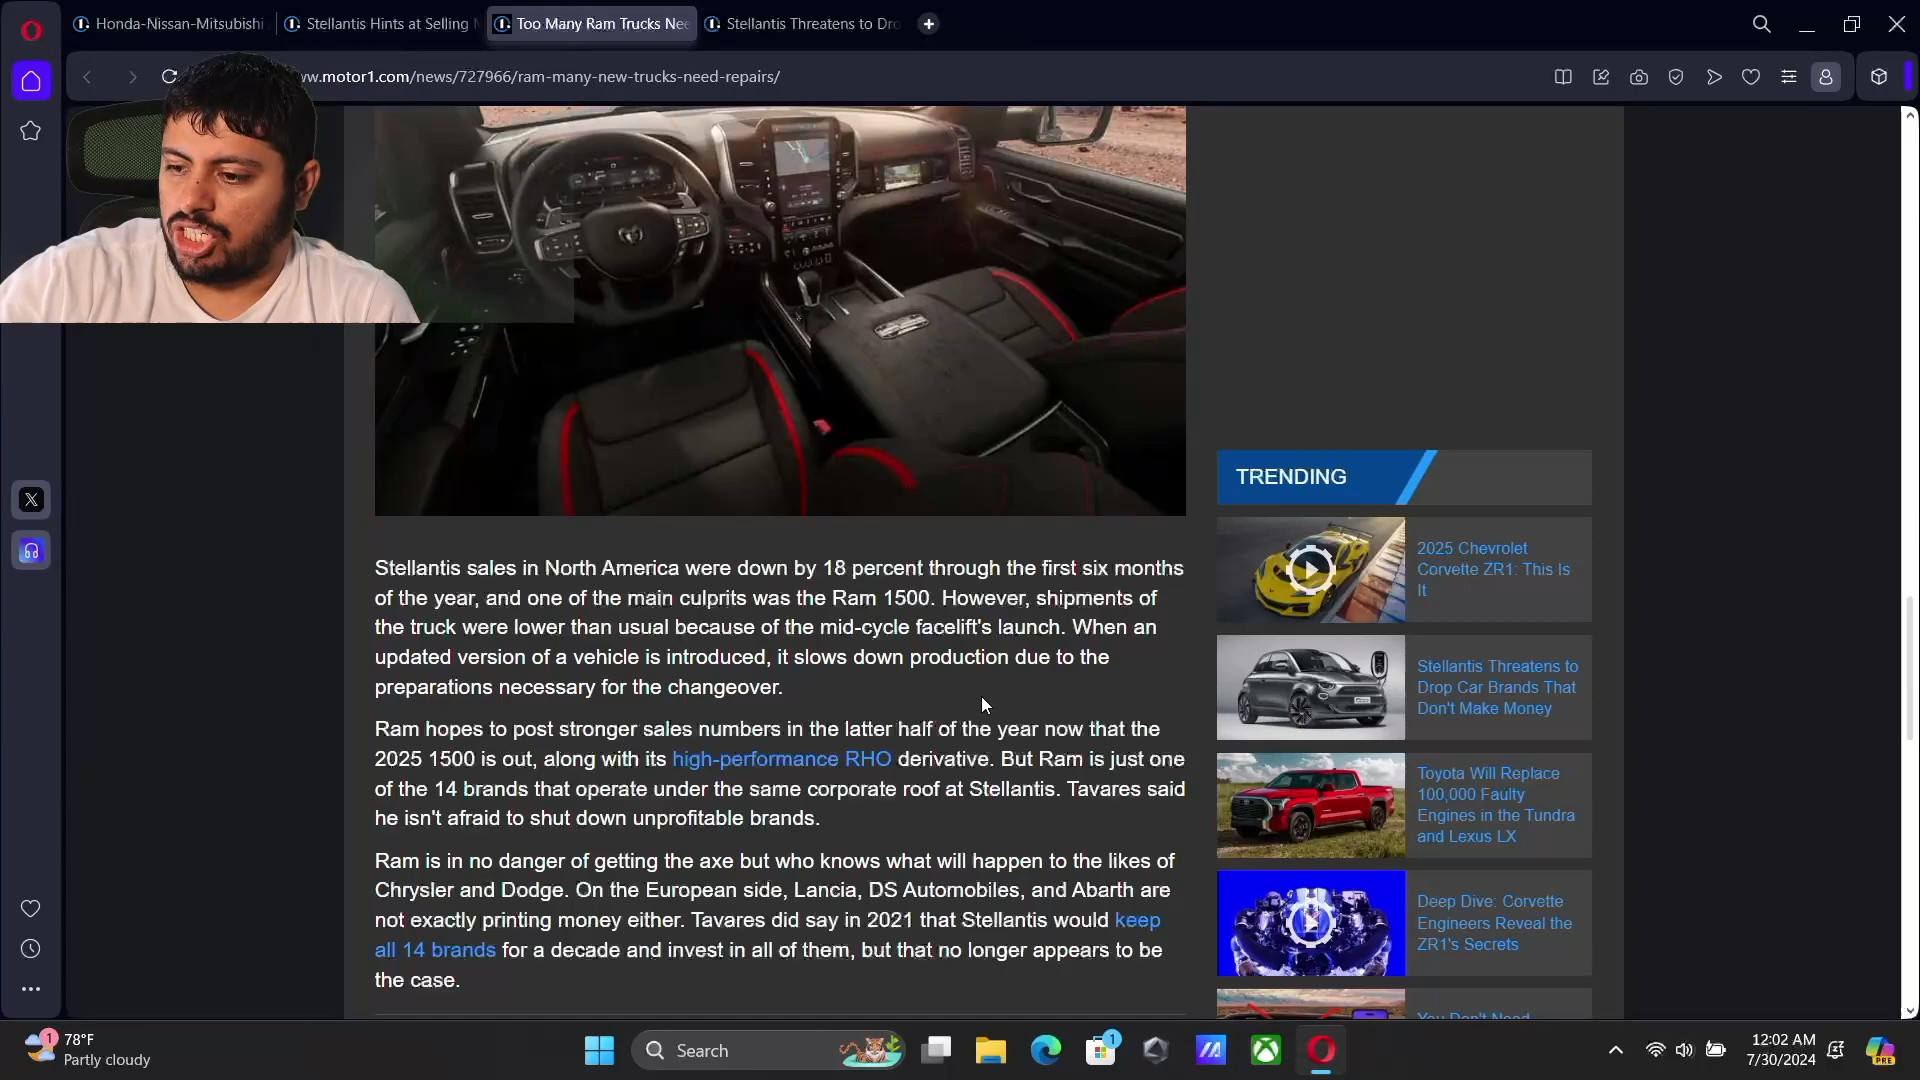 Honda-Nissan-Mitsubishi
Stellantis Hints at Selling
Too Many Ram Trucks Nee
Stellantis Threatens to Dro
w.motor1.com/news/727966/ram-many-new-trucks-need-repairs/
Stellantis sales in North America were down by 18 percent through the first six months
of the year, and one of the main culprits was the Ram 1500. However, shipments of
the truck were lower than usual because of the mid-cycle facelift's launch. When an
updated version of a vehicle is introduced, it slows down production due to the
preparations necessary for the changeover.
Ram hopes to post stronger sales numbers in the latter half of the year now that the
2025 1500 is out, along with its high-performance RHO derivative. But Ram is just one
of the 14 brands that operate under the same corporate roof at Stellantis. Tavares said
he isn't afraid to shut down unprofitable brands.
Ram is in no danger of getting the axe but who knows what will happen to the likes of
Chrysler and Dodge. On the European side, Lancia, DS Automobiles, and Abarth are
not exactly printing money either. Tavares did say in 2021 that Stellantis would keep
all 14 brands for a decade and invest in all of them, but that no longer appears to be
the case.
TRENDING
2025 Chevrolet
Corvette ZR1: This Is
It
Stellantis Threatens to
Drop Car Brands That
Don't Make Money
Toyota Will Replace
100,000 Faulty
Engines in the Tundra
and Lexus LX
Deep Dive: Corvette
Engineers Reveal the
ZR1's Secrets
You Don't Need
1
78°F
Partly cloudy
Search
1
12:02 AM
7/30/2024
PRE